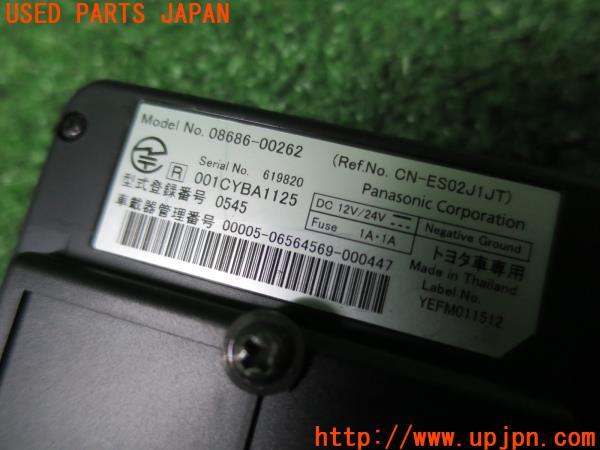 USED PARTS JAPAN
Model No. 08686-00262
(Ref.No. CN-ES02J1JT)
Serial No. 619820
Panasonic Corporation
R 001CYBA1125
DC 12V/24V
Negative Ground
型式登録番号 0545
Fuse 1A・1A
トヨタ車専用
車載器管理番号
Made in Thailand
00005-06564569-000447
Label No.
YEFM011512
http://www.upjpn.com